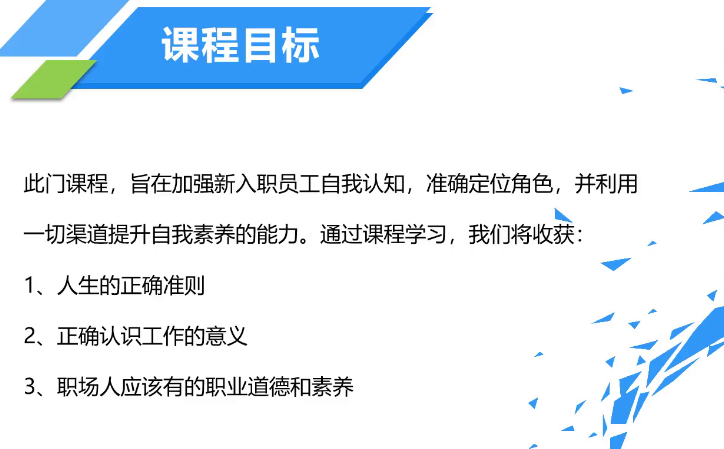 课程目标
此门课程，旨在加强新入职员工自我认知，准确定位角色，并利用
一切渠道提升自我素养的能力。通过课程学习，我们将收获：
1、人生的正确准则
2、正确认识工作的意义
3、职场人应该有的职业道德和素养